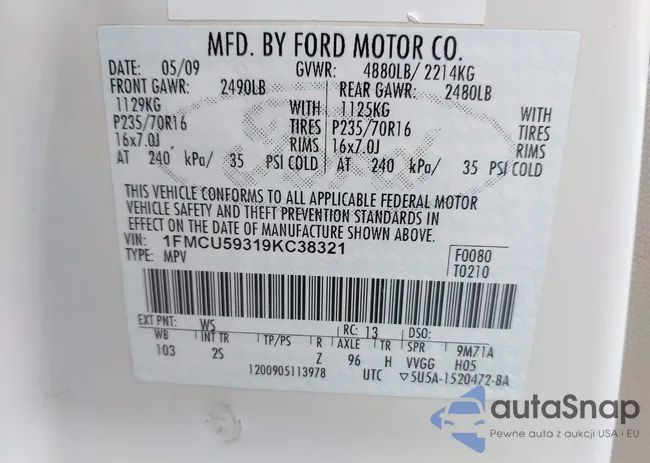 MFD. BY FORD MOTOR CO.
DATE: 05/09 GVWR: 4880LB/ 2214KG
FRONT GAWR: 2490LB REAR GAWR: 2480LB
1129KG WITH 1125KG WITH
P235/70R16 TIRES P235/70R16 TIRES
16x7.0J RIMS 16x7.0J RIMS
AT 240 kPa/ 35 PSI COLD AT 240 kPa/ 35 PSI COLD
Ford
THIS VEHICLE CONFORMS TO ALL APPLICABLE FEDERAL MOTOR
VEHICLE SAFETY AND THEFT PREVENTION STANDARDS IN
EFFECT ON THE DATE OF MANUFACTURE SHOWN ABOVE.
VIN: 1FMCU59319KC38321 F0080
TYPE: MPV T0210
EXT PNT: WS RC: 13 DSO:
WB INT TR TP/PS R AXLE TR SPR 9M71A
103 2S Z 96 H VVGG H05
1200905113978 UTC ▽5U5A-1520472-BA
autaSnap
Pewne auta z aukcji USA i EU